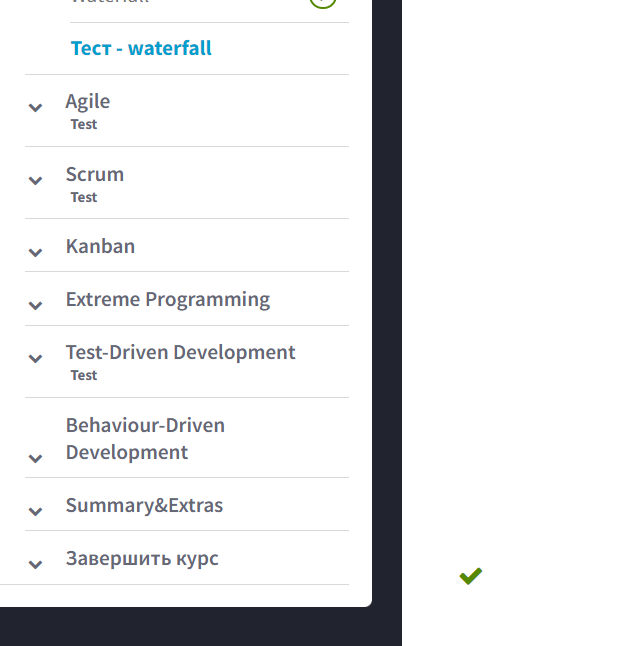 Waterfall
Тест - waterfall
Agile
Test
Scrum
Test
Kanban
Extreme Programming
Test-Driven Development
Test
Behaviour-Driven
Development
Summary&Extras
Завершить курс